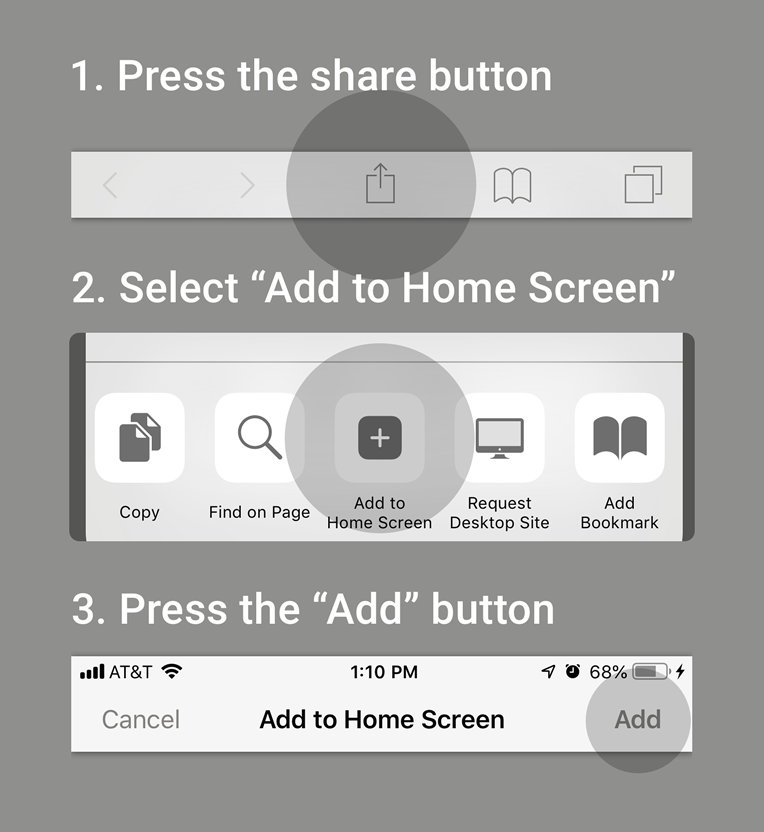 1. Press the share button
2. Select “Add to Home Screen”
Copy
Find on Page
Add to
Home Screen
Request
Desktop Site
Add
Bookmark
3. Press the “Add” button
AT&T 1:10 PM 68%
Cancel Add to Home Screen Add